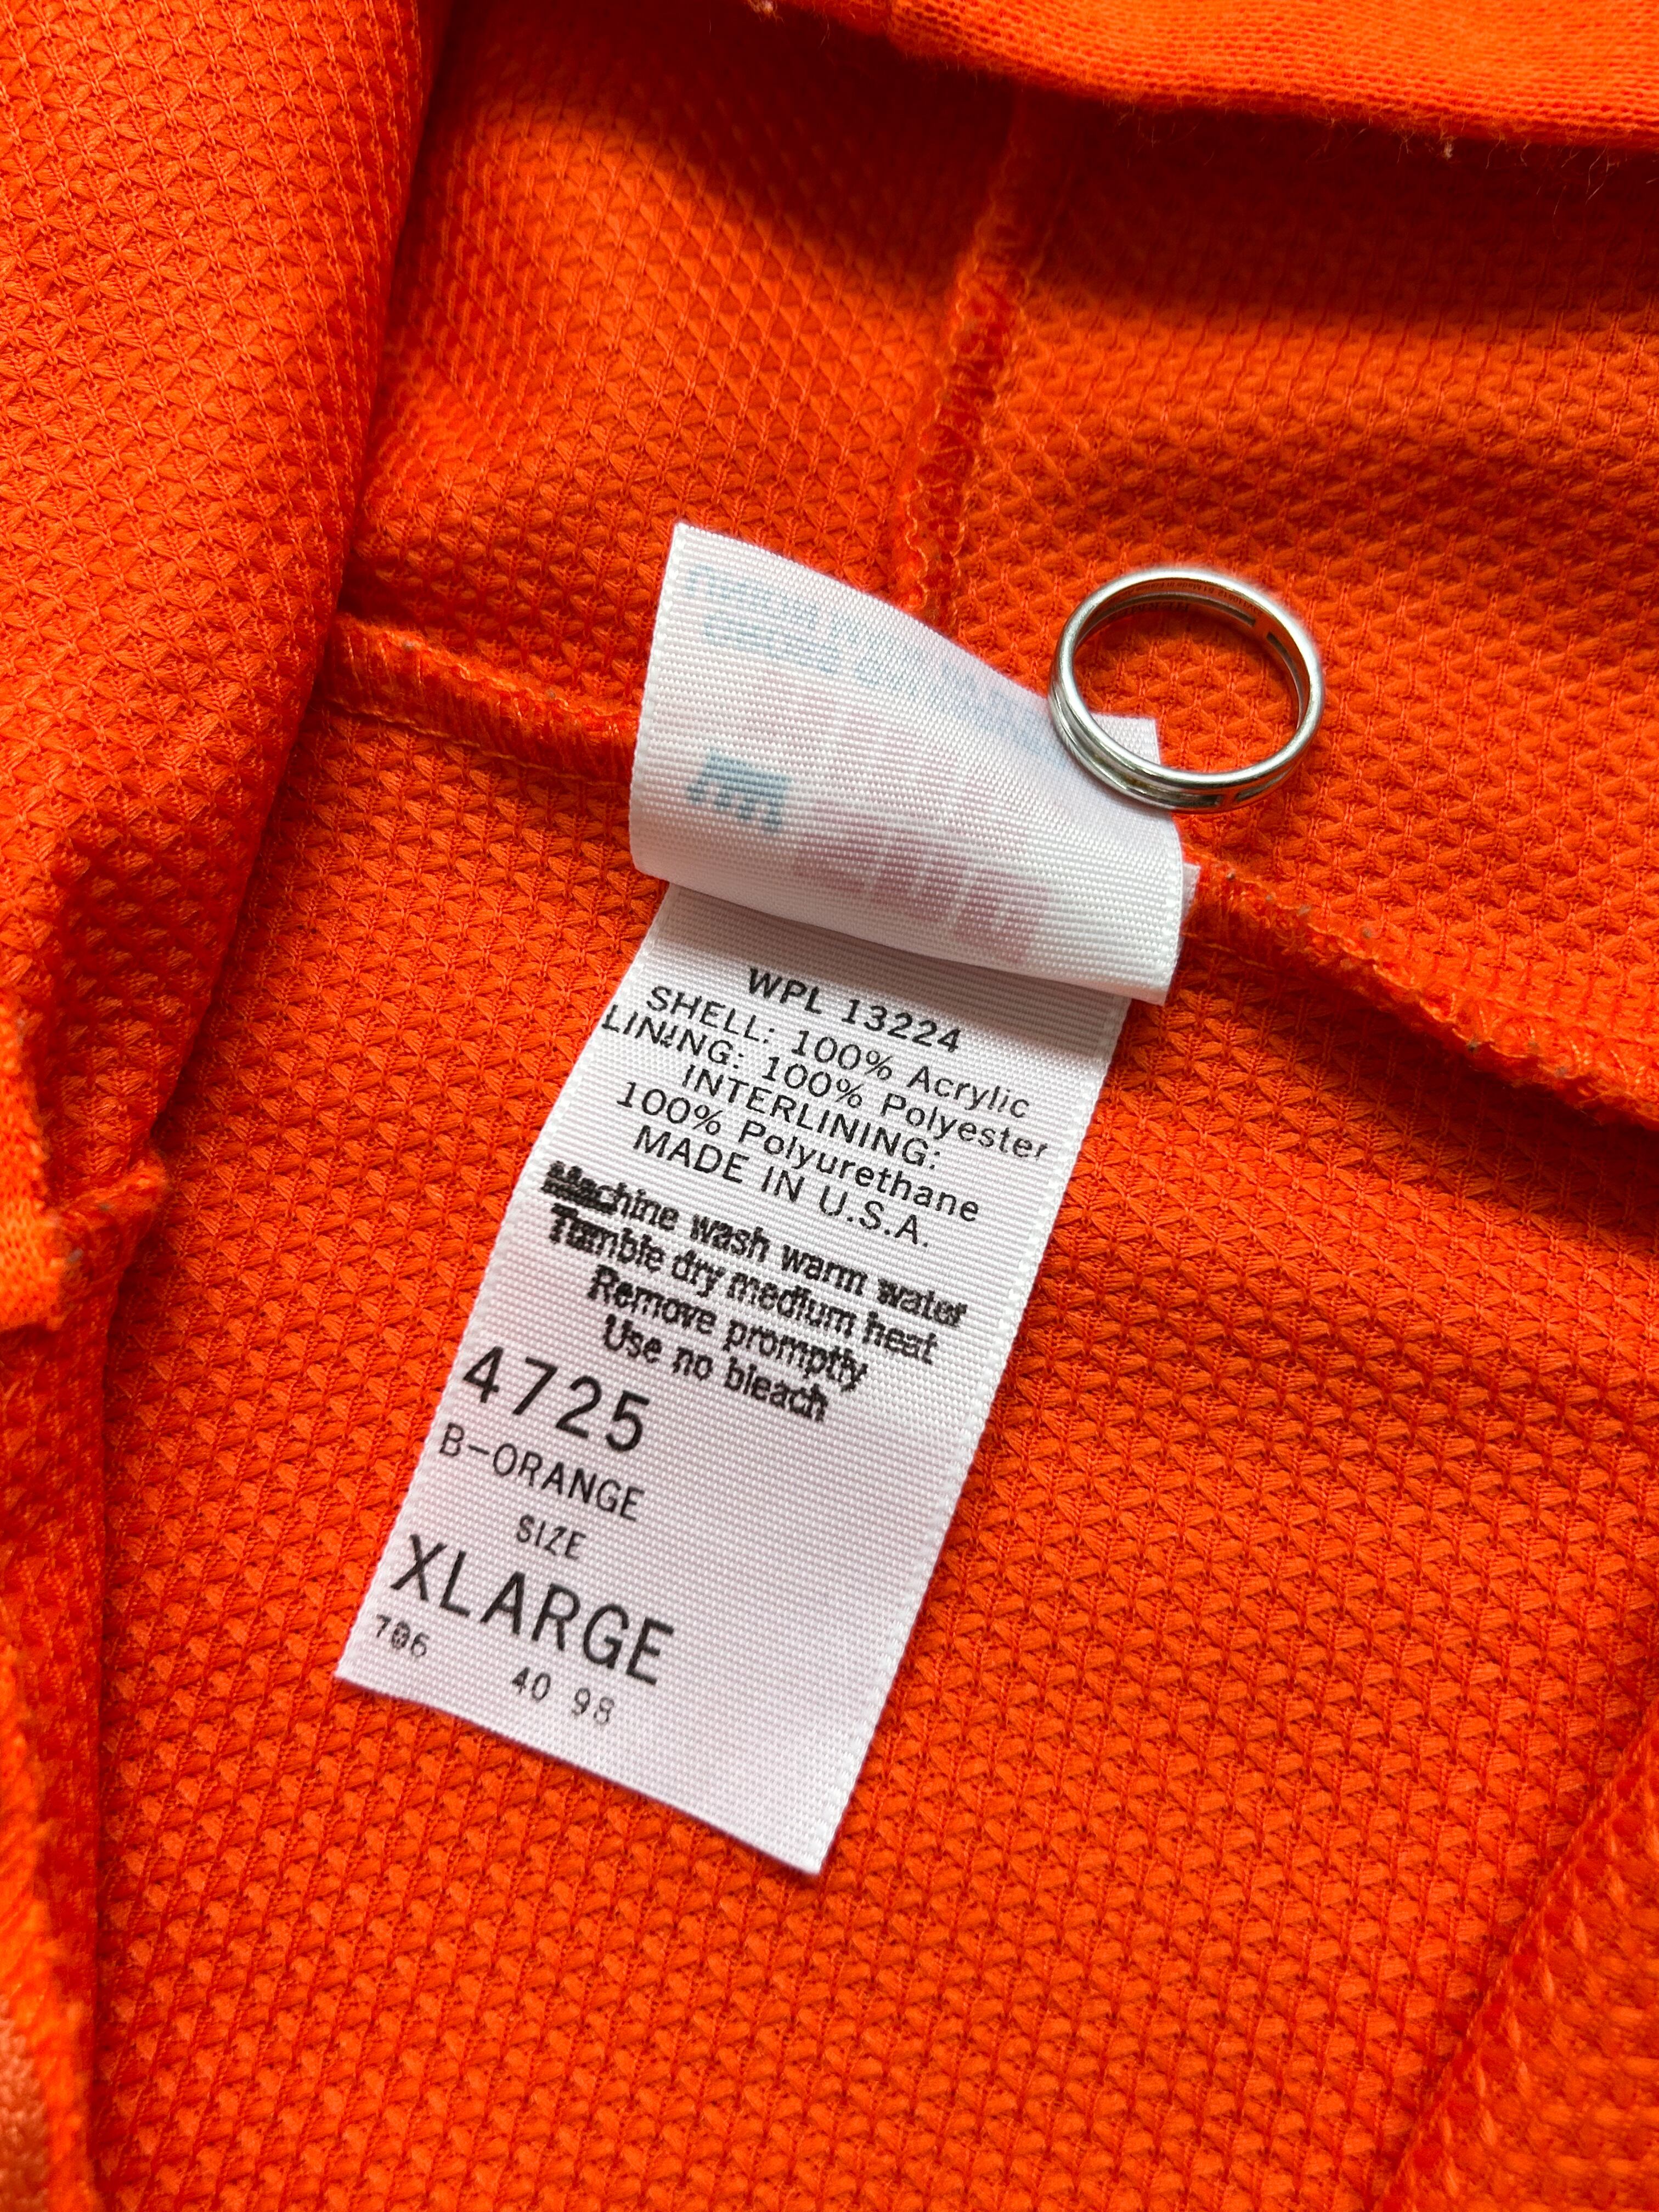 WPL 13224
SHELL: 100% Acrylic
LINING: 100% Polyester
INTERLINING:
100% Polyurethane
MADE IN U.S.A.
Machine wash warm water
Tumble dry medium heat
Remove promptly
Use no bleach
4725
B-ORANGE
SIZE
XLARGE
706
40 98